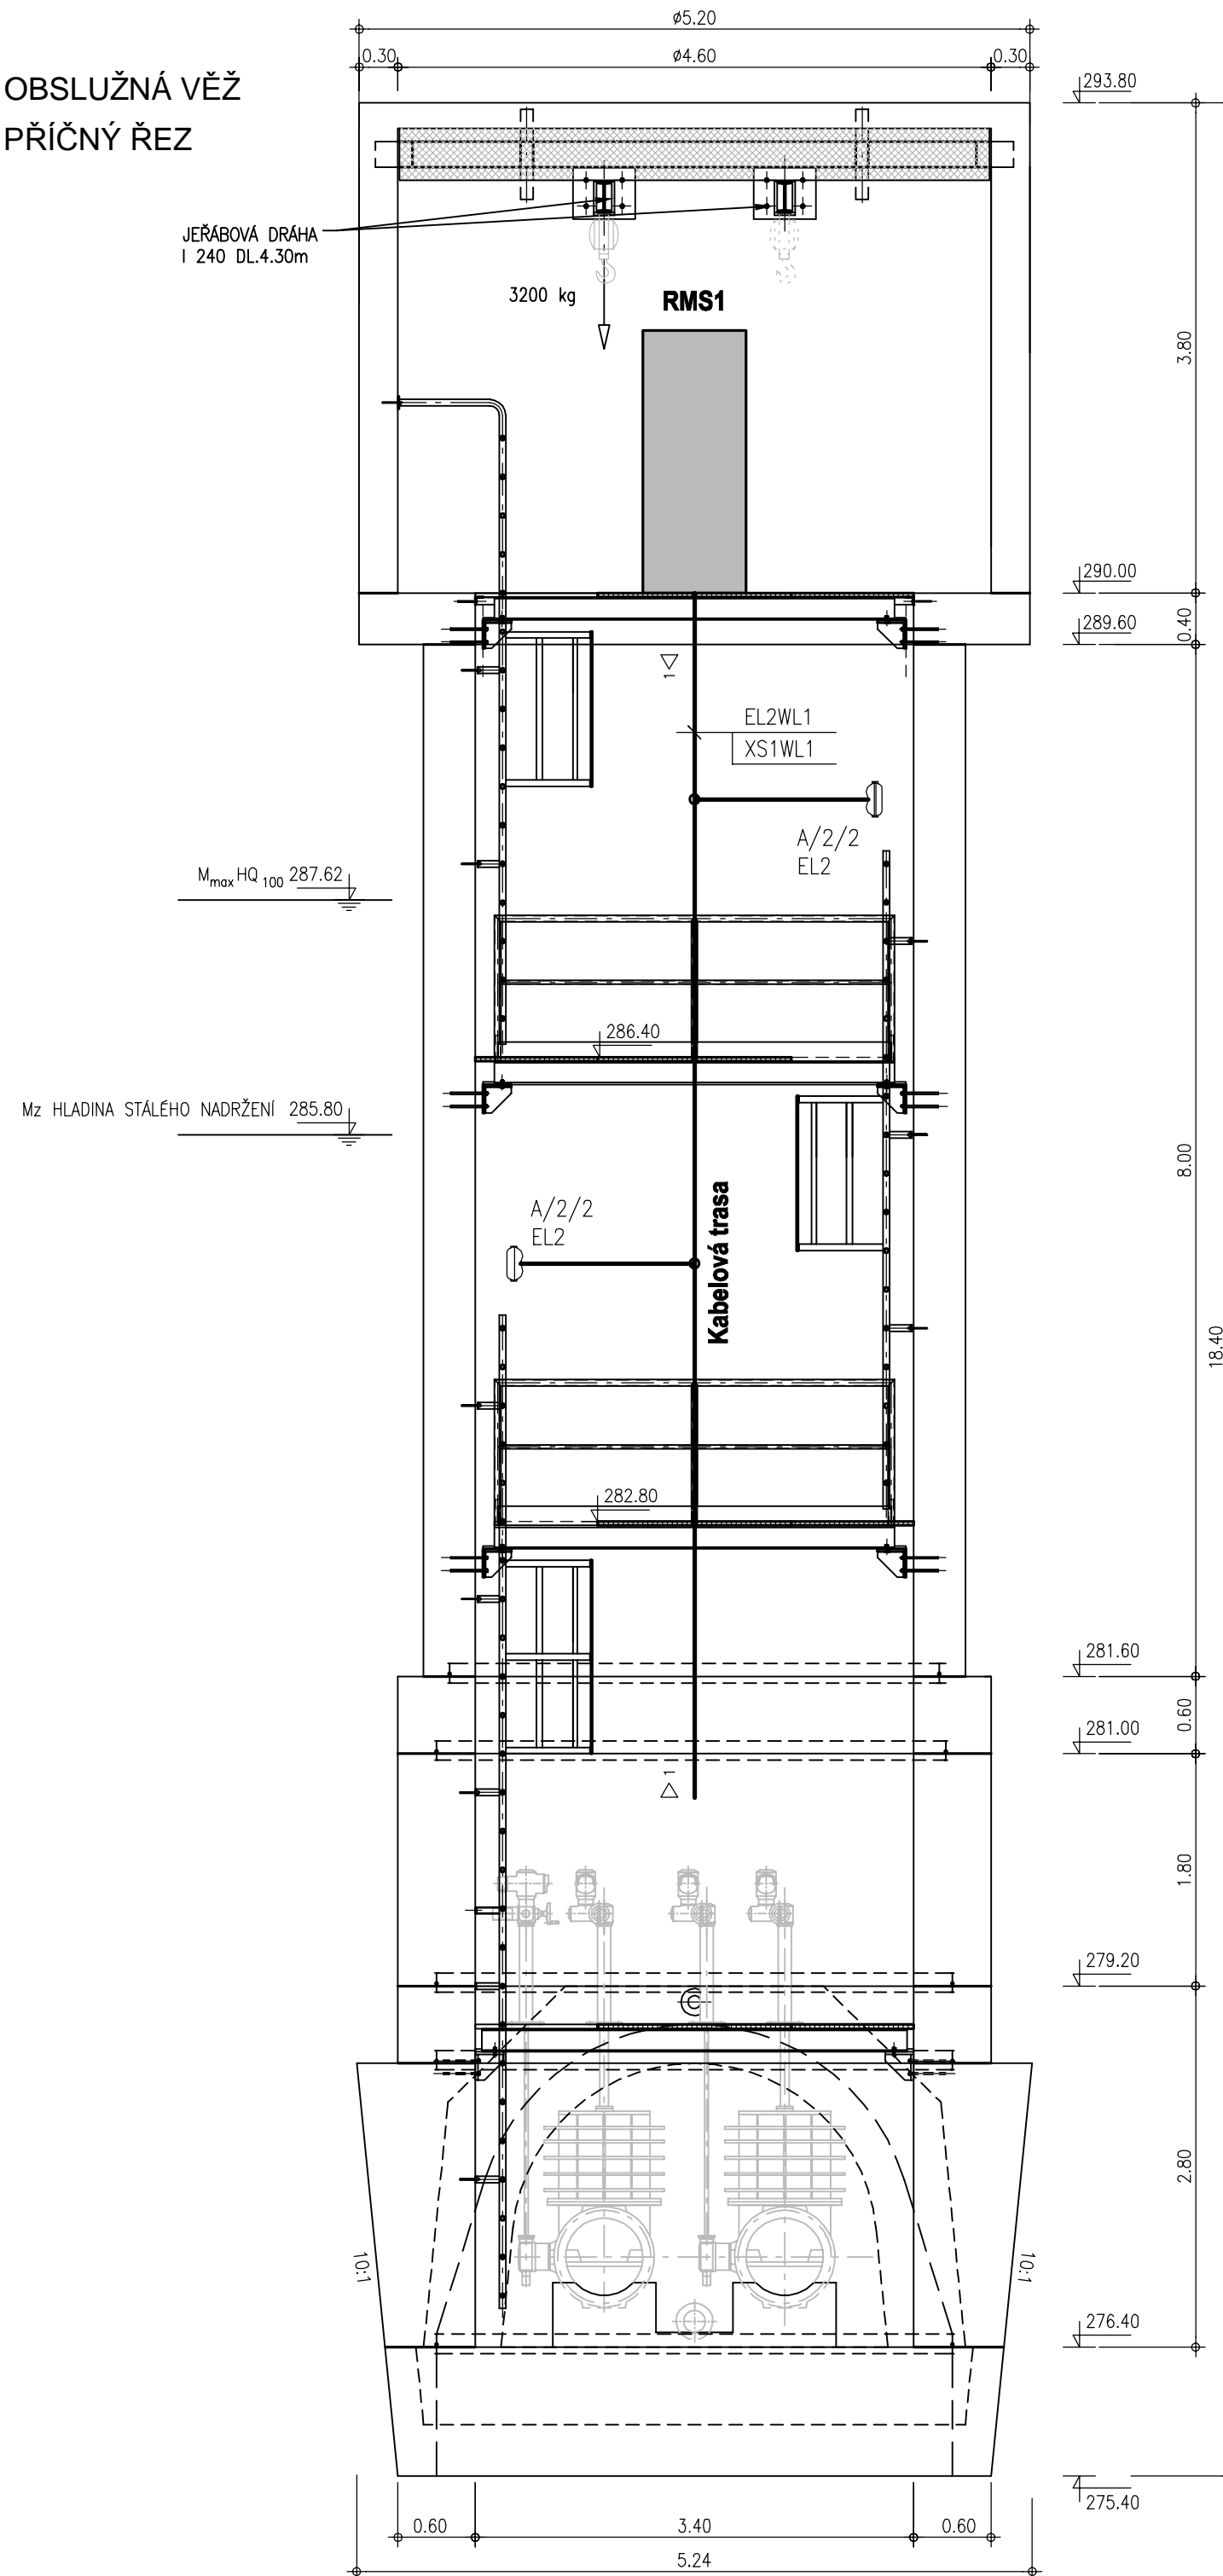 ø5.20
0.30
ø4.60
0.30
OBSLUŽNÁ VĚŽ
PŘÍČNÝ ŘEZ
293.80
JEŘÁBOVÁ DRÁHA
I 240 DL.4.30m
3200 kg
RMS1
3.80
290.00
289.60
0.40
1
EL2WL1
XS1WL1
A/2/2
EL2
Mmax HQ 100 287.62
286.40
Mz HLADINA STÁLÉHO NADRŽENÍ 285.80
8.00
A/2/2
EL2
Kabelová trasa
18.40
282.80
281.60
0.60
281.00
1
1.80
279.20
2.80
10:1
10:1
276.40
275.40
0.60
3.40
0.60
5.24